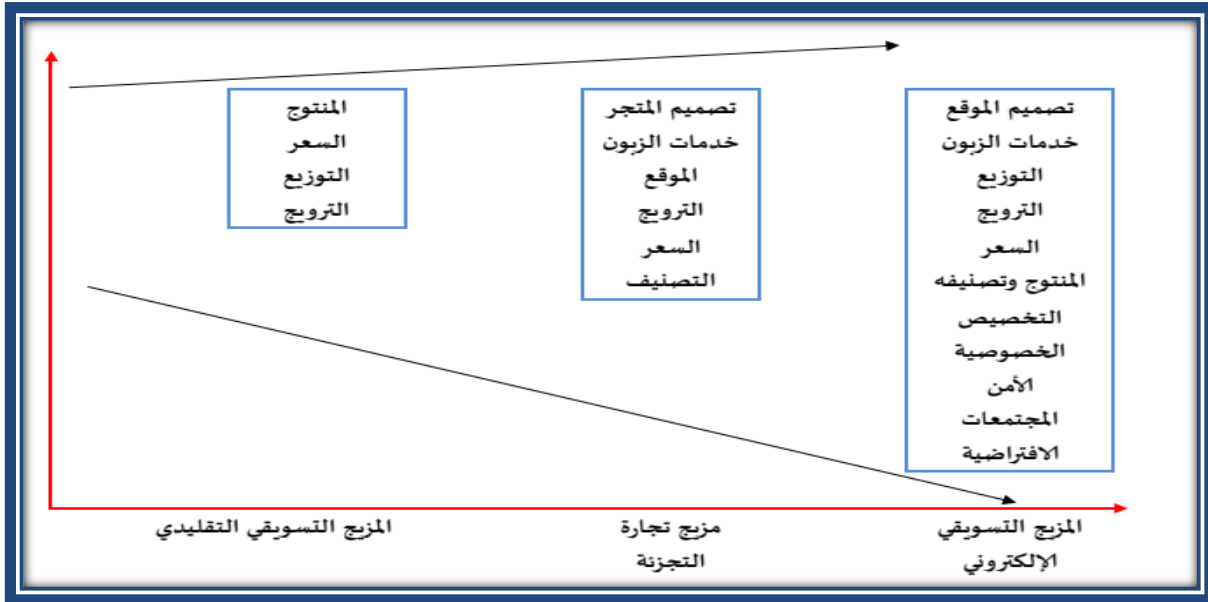 المنتوج
السعر
التوزيع
الترويج
تصميم المتجر
خدمات الزبون
الموقع
الترويج
السعر
التصنيف
تصميم الموقع
خدمات الزبون
التوزيع
الترويج
السعر
المنتوج وتصنيفه
التخصيص
الخصوصية
الأمن
المجتمعات
الافتراضية
المزيج التسويقي التقليدي
مزيج تجارة
التجزئة
المزيج التسويقي
الإلكتروني